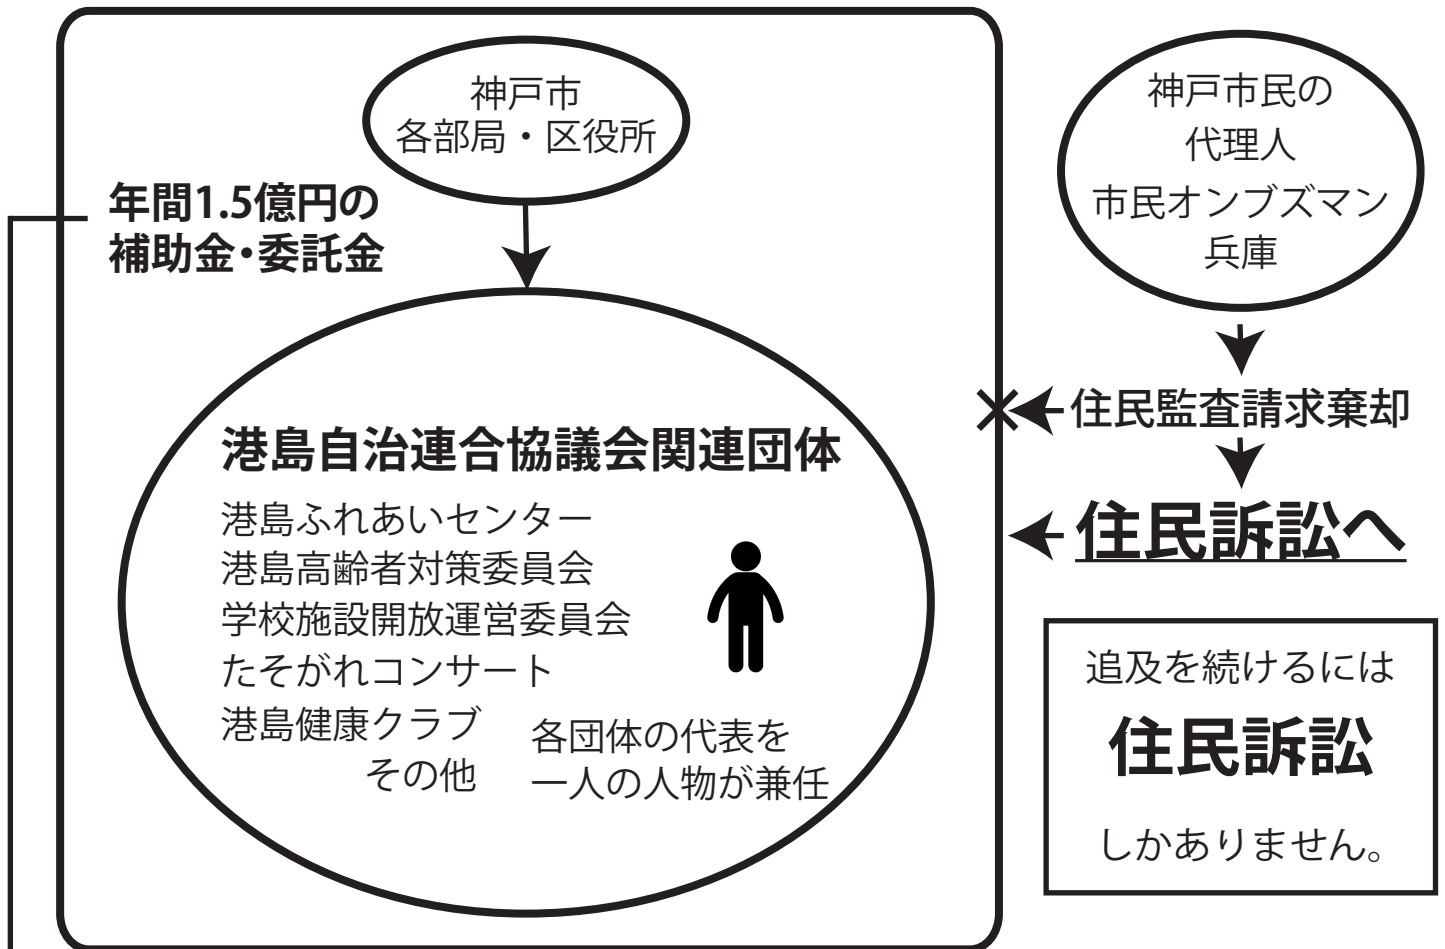 神戸市
各部局・区役所
年間1.5億円の
補助金・委託金
港島自治連合協議会関連団体
港島ふれあいセンター
港島高齢者対策委員会
学校施設開放運営委員会
たそがれコンサート
港島健康クラブ
その他
各団体の代表を
一人の人物が兼任
神戸市民の
代理人
市民オンブズマン
兵庫
住民監査請求棄却
住民訴訟へ
追及を続けるには
住民訴訟
しかありません。